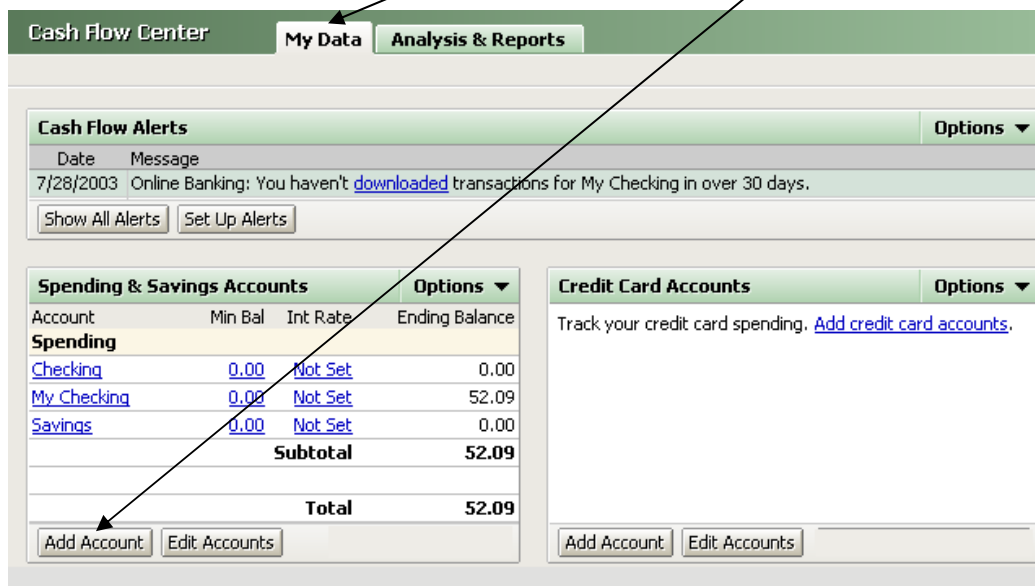 Cash Flow Center My Data Analysis & Reports
Cash Flow Alerts Options
Date Message
7/28/2003 Online Banking: You haven't downloaded transactions for My Checking in over 30 days.
Show All Alerts Set Up Alerts
Spending & Savings Accounts Options
Account Min Bal Int Rate Ending Balance
Spending
Checking 0.00 Not Set 0.00
My Checking 0.00 Not Set 52.09
Savings 0.00 Not Set 0.00
Subtotal 52.09
Total 52.09
Add Account Edit Accounts
Credit Card Accounts Options
Track your credit card spending. Add credit card accounts.
Add Account Edit Accounts